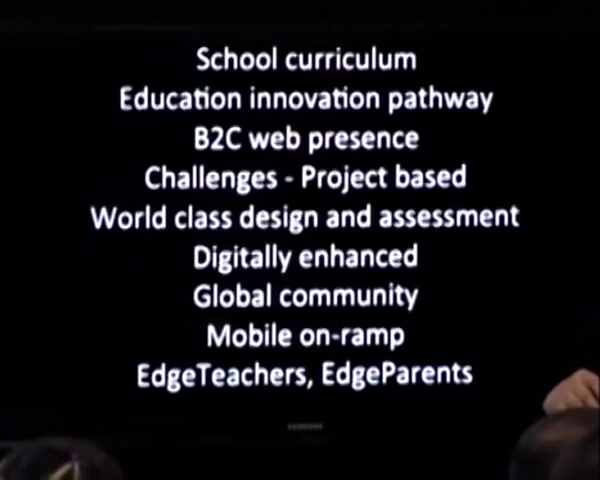 School curriculum
Education innovation pathway
B2C web presence
Challenges - Project based
World class design and assessment
Digitally enhanced
Global community
Mobile on-ramp
EdgeTeachers, EdgeParents